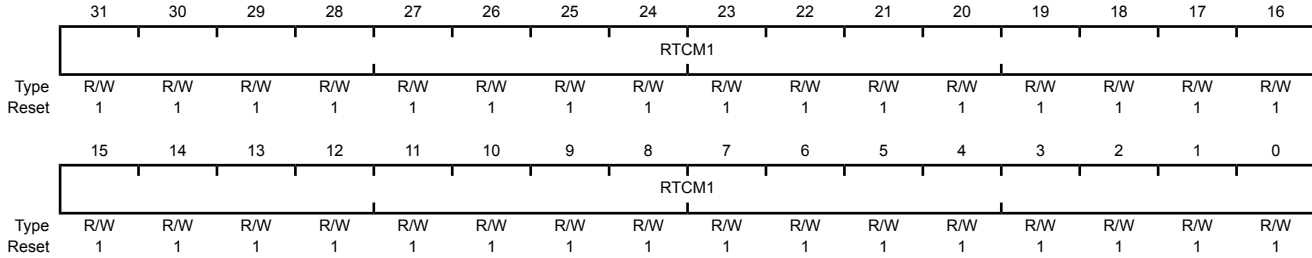 31 30 29 28 27 26 25 24 23 22 21 20 19 18 17 16
RTCM1
Type R/W R/W R/W R/W R/W R/W R/W R/W R/W R/W R/W R/W R/W R/W R/W R/W
Reset 1 1 1 1 1 1 1 1 1 1 1 1 1 1 1 1
15 14 13 12 11 10 9 8 7 6 5 4 3 2 1 0
RTCM1
Type R/W R/W R/W R/W R/W R/W R/W R/W R/W R/W R/W R/W R/W R/W R/W R/W
Reset 1 1 1 1 1 1 1 1 1 1 1 1 1 1 1 1